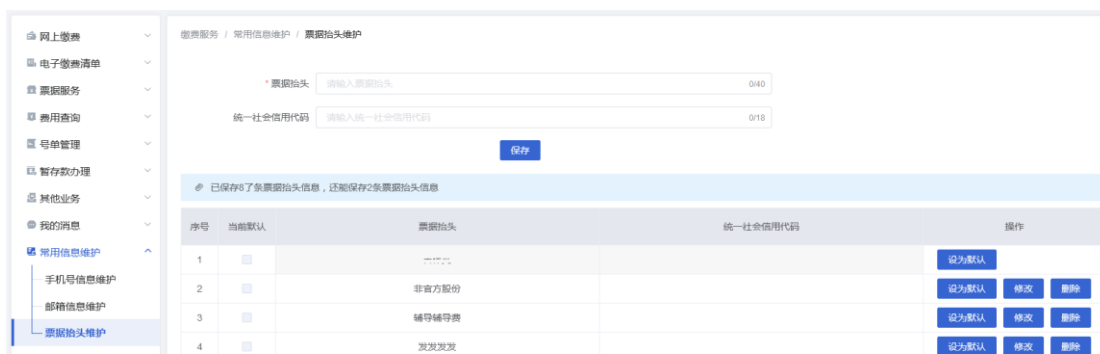 网上缴费
电子缴费清单
票据服务
费用查询
号单管理
暂存款办理
其他业务
我的消息
常用信息维护
手机号信息维护
邮箱信息维护
票据抬头维护
缴费服务 / 常用信息维护 / 票据抬头维护
* 票据抬头 请输入票据抬头 0/40
统一社会信用代码 请输入统一社会信用代码 0/18
保存
已保存8了条票据抬头信息，还能保存2条票据抬头信息
序号 当前默认 票据抬头 统一社会信用代码 操作
1 设为默认
2 非官方股份 设为默认 修改 删除
3 辅导辅导费 设为默认 修改 删除
4 发发发发 设为默认 修改 删除